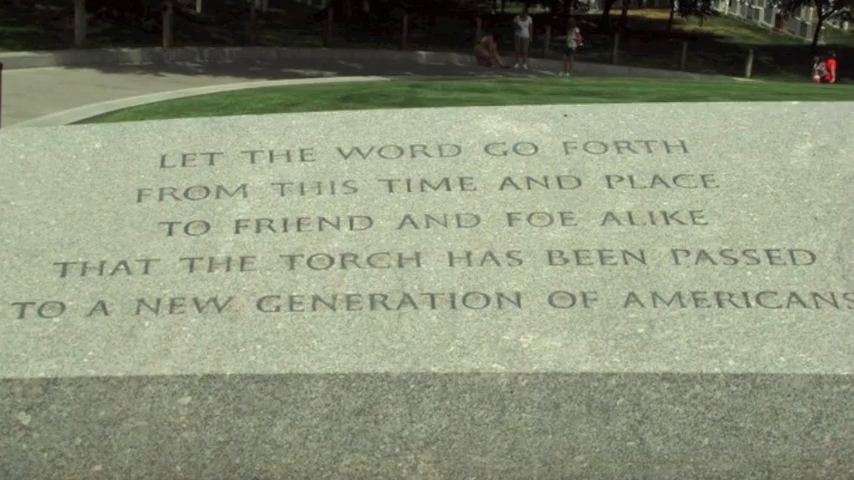 LET THE WORD GO FORTH
FROM THIS TIME AND PLACE
TO FRIEND AND FOE ALIKE
THAT THE TORCH HAS BEEN PASSED
TO A NEW GENERATION OF AMERICANS